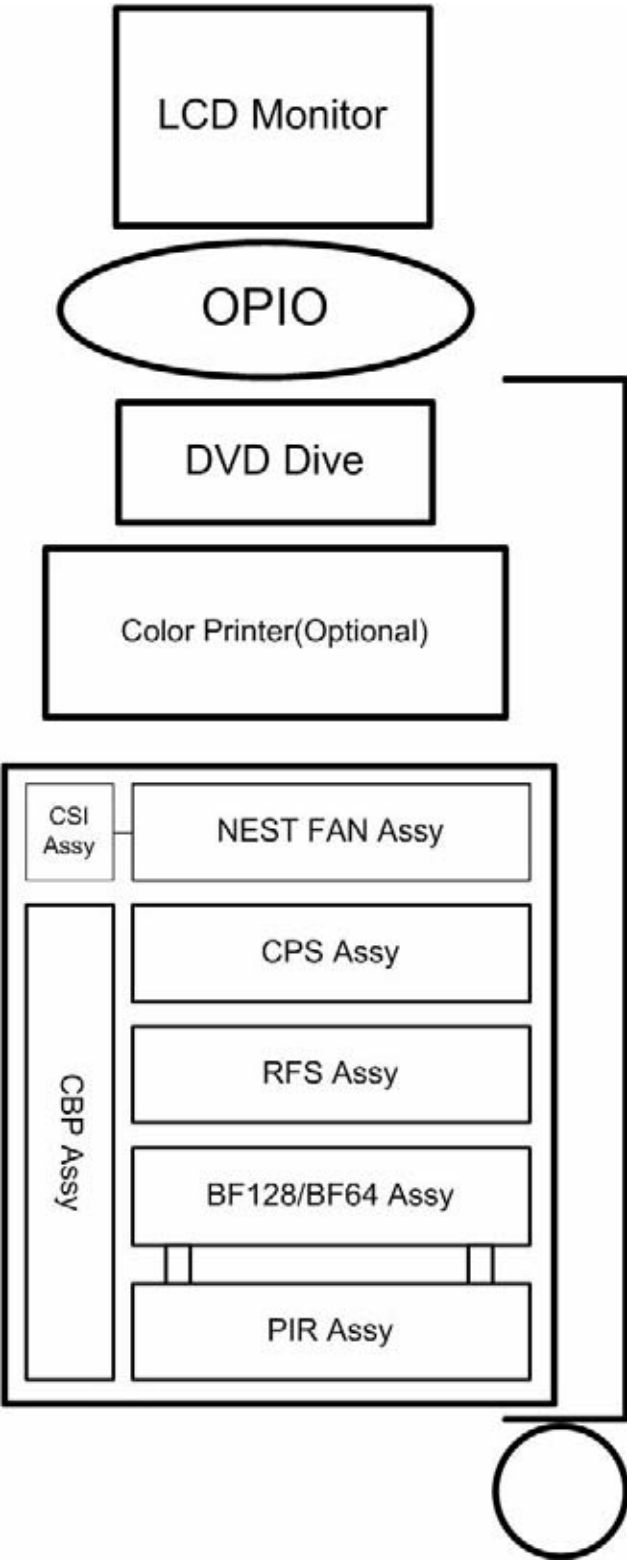 LCD Monitor
OPIO
DVD Dive
Color Printer(Optional)
CSI
Assy
NEST FAN Assy
CPS Assy
RFS Assy
CBP Assy
BF128/BF64 Assy
PIR Assy